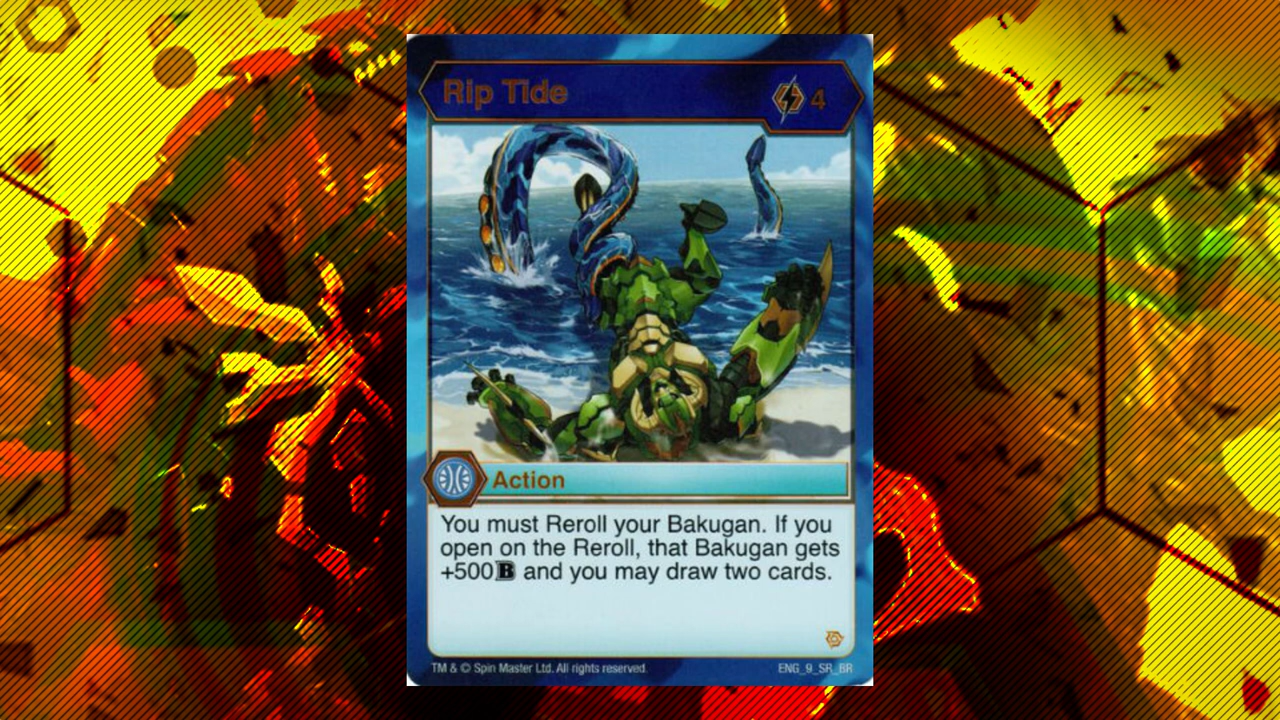 Rip Tide
4
Action
You must Reroll your Bakugan. If you
open on the Reroll, that Bakugan gets
+500B and you may draw two cards.
TM & © Spin Master Ltd. All rights reserved.
ENG_9_SR_BR